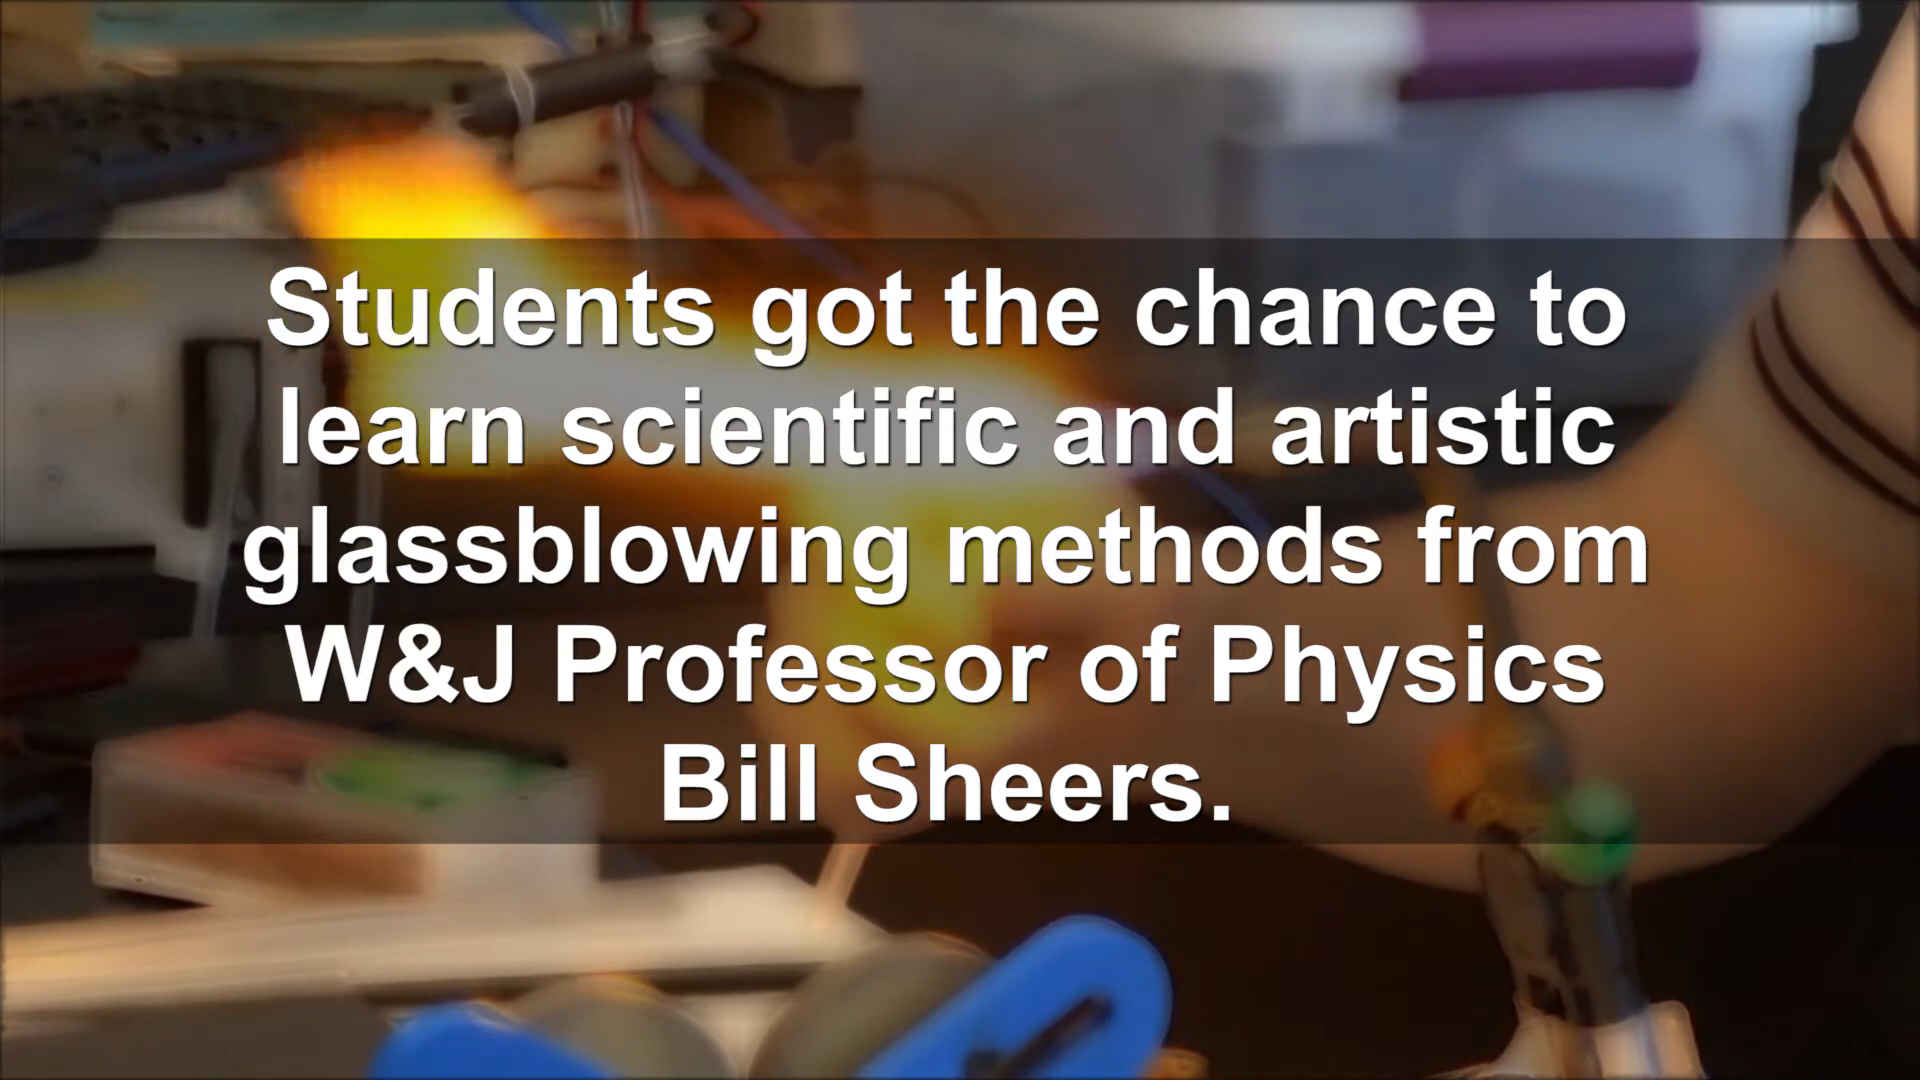 Students got the chance to
learn scientific and artistic
glassblowing methods from
W&J Professor of Physics
Bill Sheers.